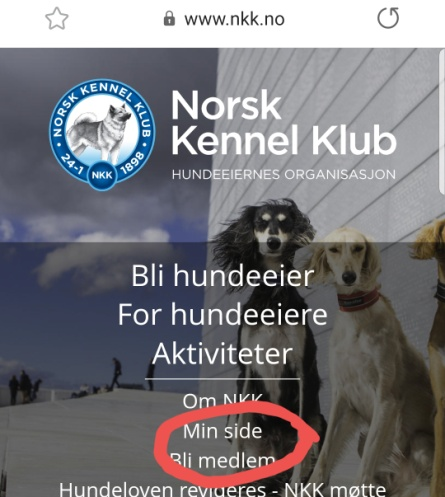 www.nkk.no
NORSK KENNEL KLUB
24-1 NKK 1898
Norsk
Kennel Klub
HUNDEEIERNES ORGANISASJON
Bli hundeeier
For hundeeiere
Aktiviteter
Om NKK
Min side
Bli medlem
Hundeloven revideres - NKK møtte